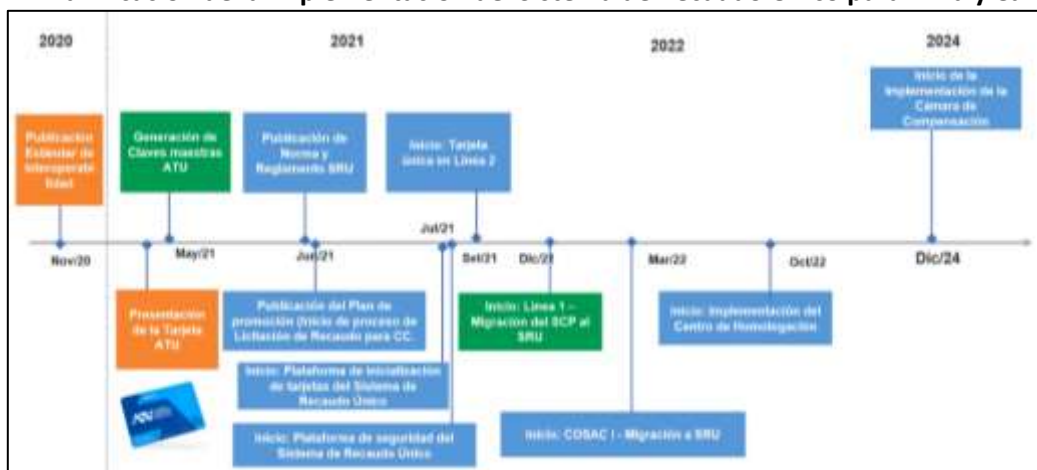 2020
2021
2022
2024
Publicación
Estándar de
Interoperabi
lidad
Generación de
Claves maestras
ATU
Publicación de
Norma y
Reglamento SRU
Inicio: Tarjeta
única en Línea 2
Inicio de la
Implementación de la
Cámara de
Compensación
Nov/20
May/21
Jun/21
Jul/21
Set/21
Dic/21
Mar/22
Oct/22
Dic/24
Presentación
de la Tarjeta
ATU
Publicación del Plan de
promoción (Inicio de proceso de
Licitación de Recaudo para CC.
Inicio: Plataforma de inicialización
de tarjetas del Sistema de
Recaudo Único
Inicio: Plataforma de seguridad del
Sistema de Recaudo Único
Inicio: Línea 1 –
Migración del SCP al
SRU
Inicio: COSAC I - Migración a SRU
Inicio: Implementación del
Centro de Homologación